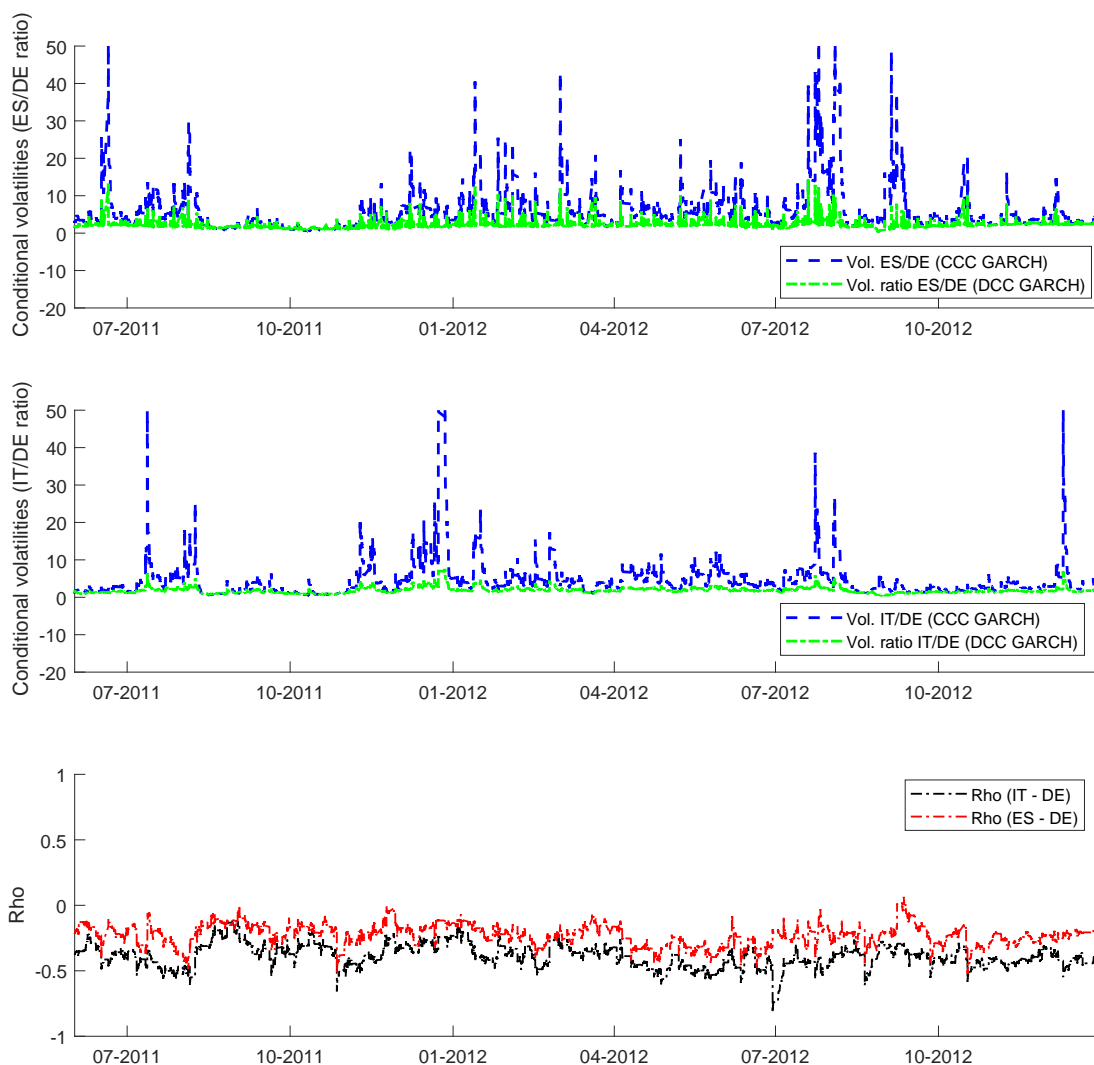 Conditional volatilities (ES/DE ratio)
50
40
30
20
10
0
-10
-20
Vol. ES/DE (CCC GARCH)
Vol. ratio ES/DE (DCC GARCH)
07-2011 10-2011 01-2012 04-2012 07-2012 10-2012
Conditional volatilities (IT/DE ratio)
50
40
30
20
10
0
-10
-20
Vol. IT/DE (CCC GARCH)
Vol. ratio IT/DE (DCC GARCH)
07-2011 10-2011 01-2012 04-2012 07-2012 10-2012
Rho
1
0.5
0
-0.5
-1
Rho (IT - DE)
Rho (ES - DE)
07-2011 10-2011 01-2012 04-2012 07-2012 10-2012